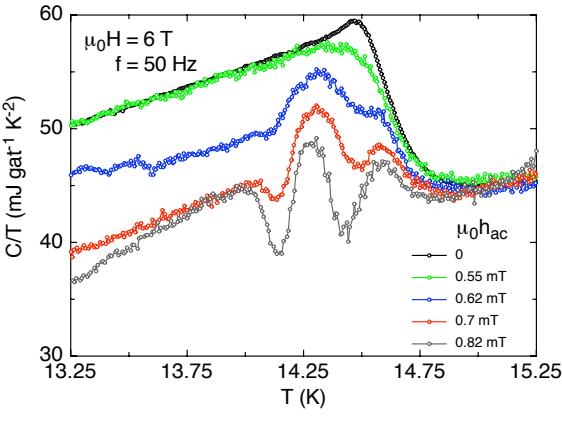 60
50
40
30
C/T (mJ gat⁻¹ K⁻²)
μ₀H = 6 T
f = 50 Hz
μ₀hac
0
0.55 mT
0.62 mT
0.7 mT
0.82 mT
13.25 13.75 14.25 14.75 15.25
T (K)